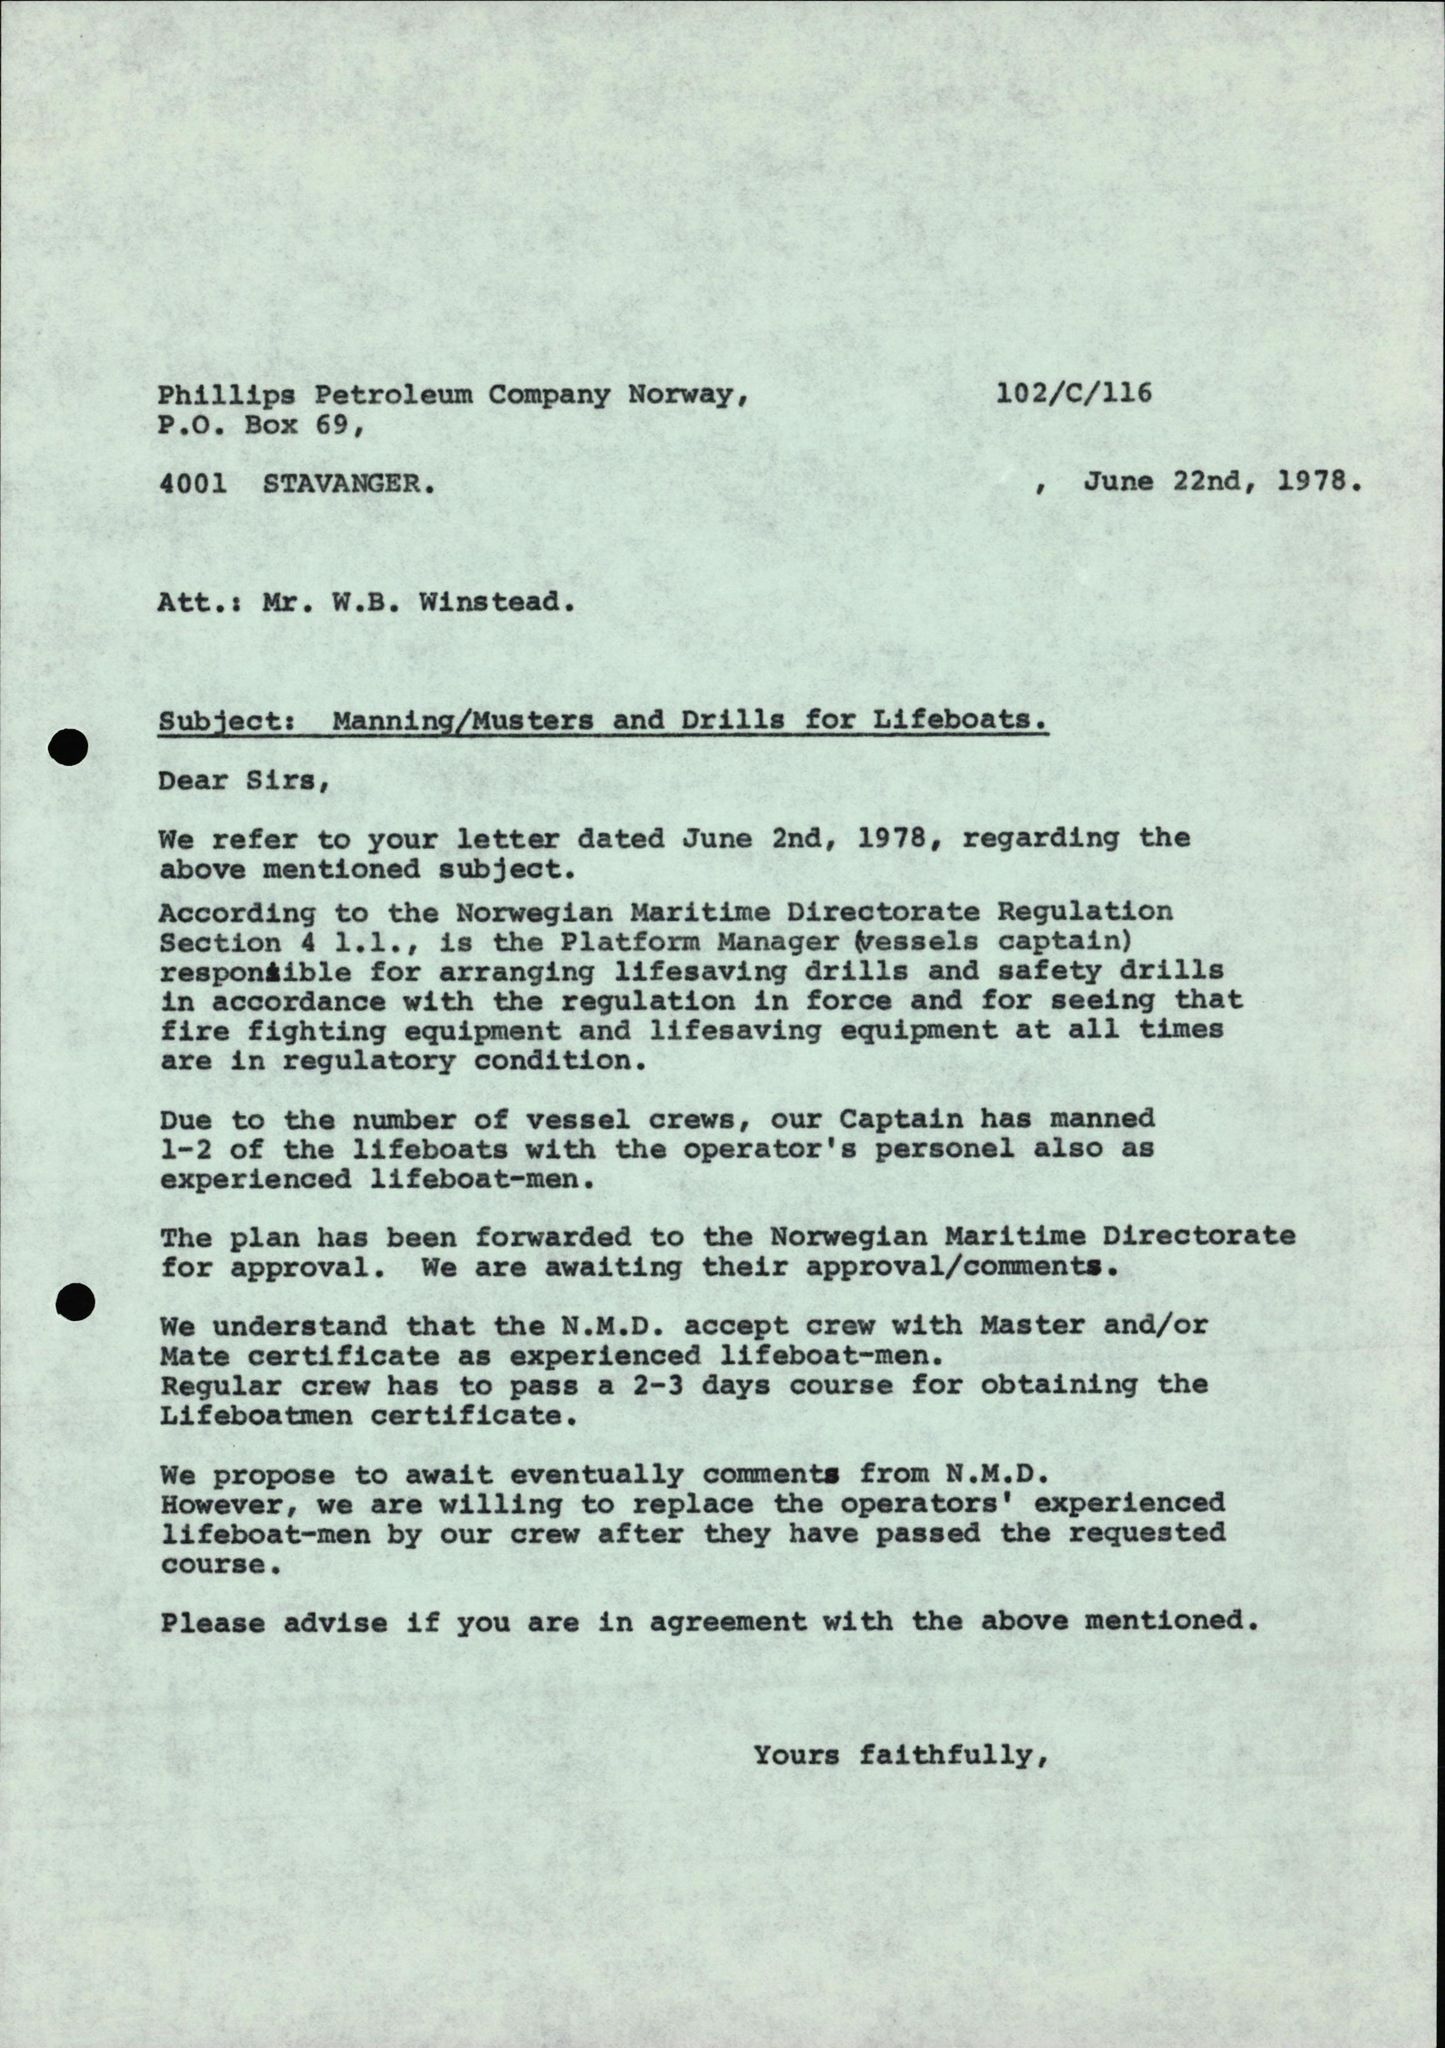 Phillips Petroleum Company Norway, 102/C/116
P.O. Box 69,
4001 STAVANGER. , June 22nd, 1978.
Att.: Mr. W.B. Winstead.
Subject: Manning/Musters and Drills for Lifeboats.
Dear Sirs,
We refer to your letter dated June 2nd, 1978, regarding the
above mentioned subject.
According to the Norwegian Maritime Directorate Regulation
Section 4 1.1., is the Platform Manager (vessels captain)
responsible for arranging lifesaving drills and safety drills
in accordance with the regulation in force and for seeing that
fire fighting equipment and lifesaving equipment at all times
are in regulatory condition.
Due to the number of vessel crews, our Captain has manned
1-2 of the lifeboats with the operator's personel also as
experienced lifeboat-men.
The plan has been forwarded to the Norwegian Maritime Directorate
for approval. We are awaiting their approval/comments.
We understand that the N.M.D. accept crew with Master and/or
Mate certificate as experienced lifeboat-men.
Regular crew has to pass a 2-3 days course for obtaining the
Lifeboatmen certificate.
We propose to await eventually comments from N.M.D.
However, we are willing to replace the operators' experienced
lifeboat-men by our crew after they have passed the requested
course.
Please advise if you are in agreement with the above mentioned.
Yours faithfully,